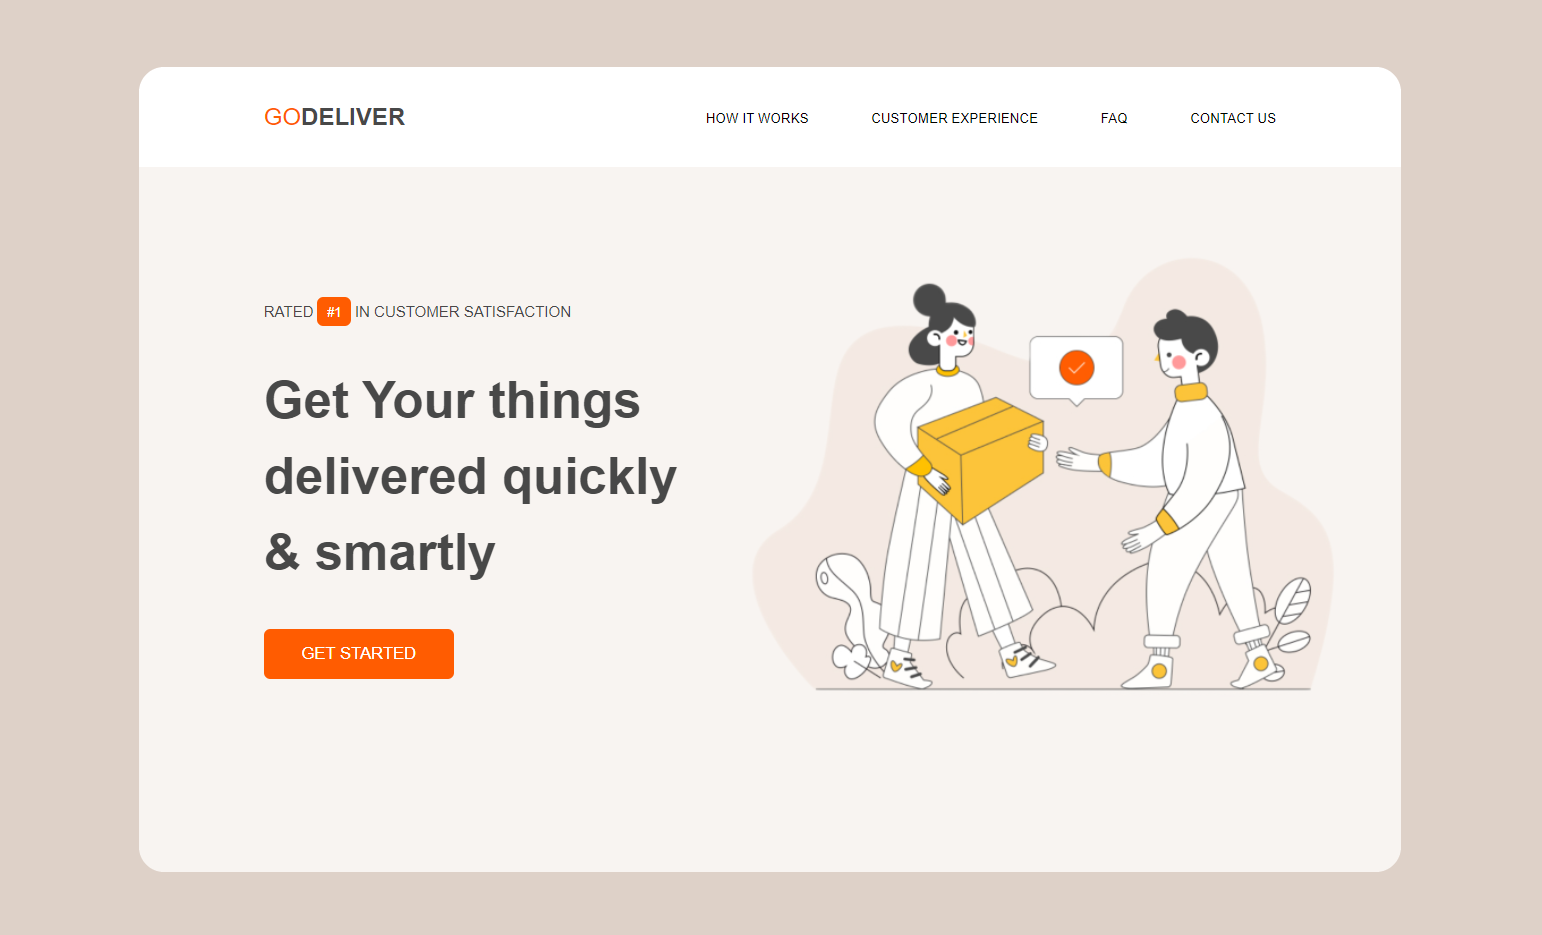 GODELIVER
HOW IT WORKS
CUSTOMER EXPERIENCE
FAQ
CONTACT US
RATED #1 IN CUSTOMER SATISFACTION
Get Your things
delivered quickly
& smartly
GET STARTED